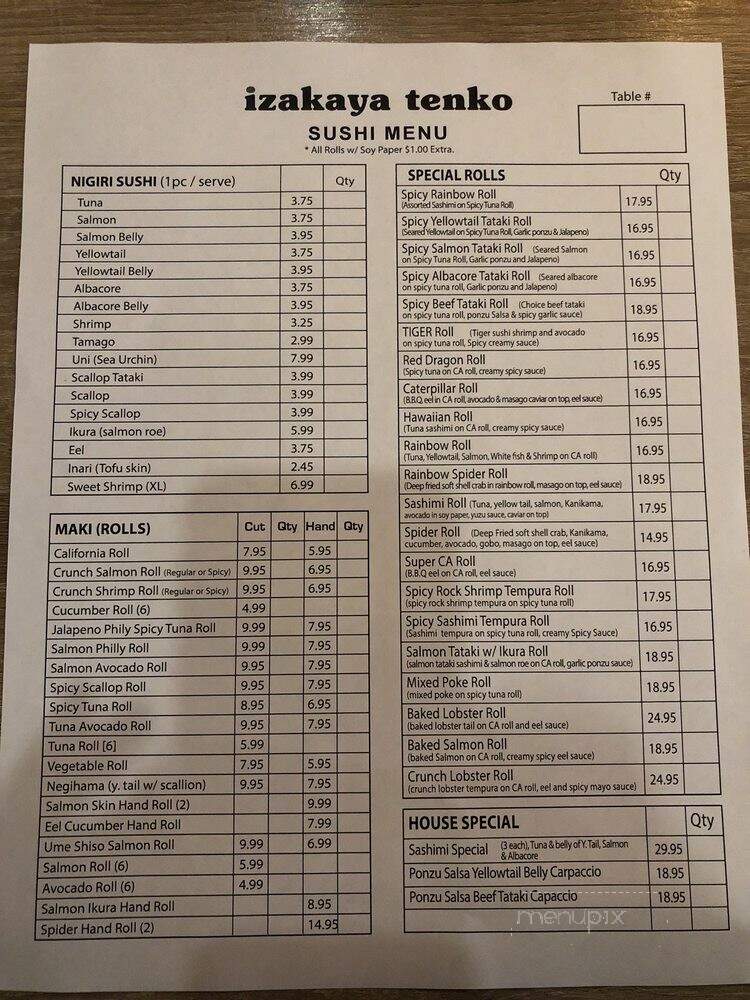 izakaya tenko
SUSHI MENU
* All Rolls w/ Soy Paper $1.00 Extra.
Table #
NIGIRI SUSHI (1pc / serve) Qty
Tuna 3.75
Salmon 3.75
Salmon Belly 3.95
Yellowtail 3.75
Yellowtail Belly 3.95
Albacore 3.75
Albacore Belly 3.95
Shrimp 3.25
Tamago 2.99
Uni (Sea Urchin) 7.99
Scallop Tataki 3.99
Scallop 3.99
Spicy Scallop 3.99
Ikura (salmon roe) 5.99
Eel 3.75
Inari (Tofu skin) 2.45
Sweet Shrimp (XL) 6.99
MAKI (ROLLS) Cut Qty Hand Qty
California Roll 7.95 5.95
Crunch Salmon Roll (Regular or Spicy) 9.95 6.95
Crunch Shrimp Roll (Regular or Spicy) 9.95 6.95
Cucumber Roll (6) 4.99
Jalapeno Phily Spicy Tuna Roll 9.99 7.95
Salmon Philly Roll 9.99 7.95
Salmon Avocado Roll 9.95 7.95
Spicy Scallop Roll 9.95 7.95
Spicy Tuna Roll 8.95 6.95
Tuna Avocado Roll 9.95 7.95
Tuna Roll [6] 5.99
Vegetable Roll 7.95 5.95
Negihama (y. tail w/ scallion) 9.95 7.95
Salmon Skin Hand Roll (2) 9.99
Eel Cucumber Hand Roll 7.99
Ume Shiso Salmon Roll 9.99 6.99
Salmon Roll (6) 5.99
Avocado Roll (6) 4.99
Salmon Ikura Hand Roll 8.95
Spider Hand Roll (2) 14.95
SPECIAL ROLLS Qty
Spicy Rainbow Roll 17.95
(Assorted Sashimi on Spicy Tuna Roll)
Spicy Yellowtail Tataki Roll 16.95
(Seared Yellowtail on Spicy Tuna Roll, Garlic ponzu & Jalapeno)
Spicy Salmon Tataki Roll (Seared Salmon 16.95
on Spicy Tuna Roll, Garlic ponzu and Jalapeno)
Spicy Albacore Tataki Roll (Seared albacore 16.95
on spicy tuna roll, Garlic ponzu and Jalapeno)
Spicy Beef Tataki Roll (Choice beef tataki 18.95
on spicy tuna roll, ponzu Salsa & spicy garlic sauce)
TIGER Roll (Tiger sushi shrimp and avocado 16.95
on spicy tuna roll, Spicy creamy sauce)
Red Dragon Roll 16.95
(Spicy tuna on CA roll, creamy spicy sauce)
Caterpillar Roll 16.95
(B.B.Q. eel in CA roll, avocado & masago caviar on top, eel sauce)
Hawaiian Roll 16.95
(Tuna sashimi on CA roll, creamy spicy sauce)
Rainbow Roll 16.95
(Tuna, Yellowtail, Salmon, White fish & Shrimp on CA roll)
Rainbow Spider Roll 18.95
(Deep fried soft shell crab in rainbow roll, masago on top, eel sauce)
Sashimi Roll (Tuna, yellow tail, salmon, Kanikama, 17.95
avocado in soy paper, yuzu sauce, caviar on top)
Spider Roll (Deep Fried soft shell crab, Kanikama, 14.95
cucumber, avocado, gobo, masago on top, eel sauce)
Super CA Roll 16.95
(B.B.Q eel on CA roll, eel sauce)
Spicy Rock Shrimp Tempura Roll 17.95
(spicy rock shrimp tempura on spicy tuna roll)
Spicy Sashimi Tempura Roll 16.95
(Sashimi tempura on spicy tuna roll, creamy Spicy Sauce)
Salmon Tataki w/ Ikura Roll 18.95
(salmon tataki sashimi & salmon roe on CA roll, garlic ponzu sauce)
Mixed Poke Roll 18.95
(mixed poke on spicy tuna roll)
Baked Lobster Roll 24.95
(baked lobster tail on CA roll and eel sauce)
Baked Salmon Roll 18.95
(baked Salmon on CA roll, creamy spicy eel sauce)
Crunch Lobster Roll 24.95
(crunch lobster tempura on CA roll, eel and spicy mayo sauce)
HOUSE SPECIAL Qty
Sashimi Special (3 each), Tuna & belly of Y. Tail, Salmon 29.95
& Albacore
Ponzu Salsa Yellowtail Belly Carpaccio 18.95
Ponzu Salsa Beef Tataki Capaccio 18.95
menupix